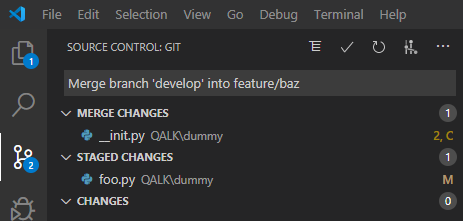 File Edit Selection View Go Debug Terminal Help
SOURCE CONTROL: GIT
1
Merge branch 'develop' into feature/baz
MERGE CHANGES 1
__init.py QALK\dummy 2, C
STAGED CHANGES 1
2
foo.py QALK\dummy M
CHANGES 0